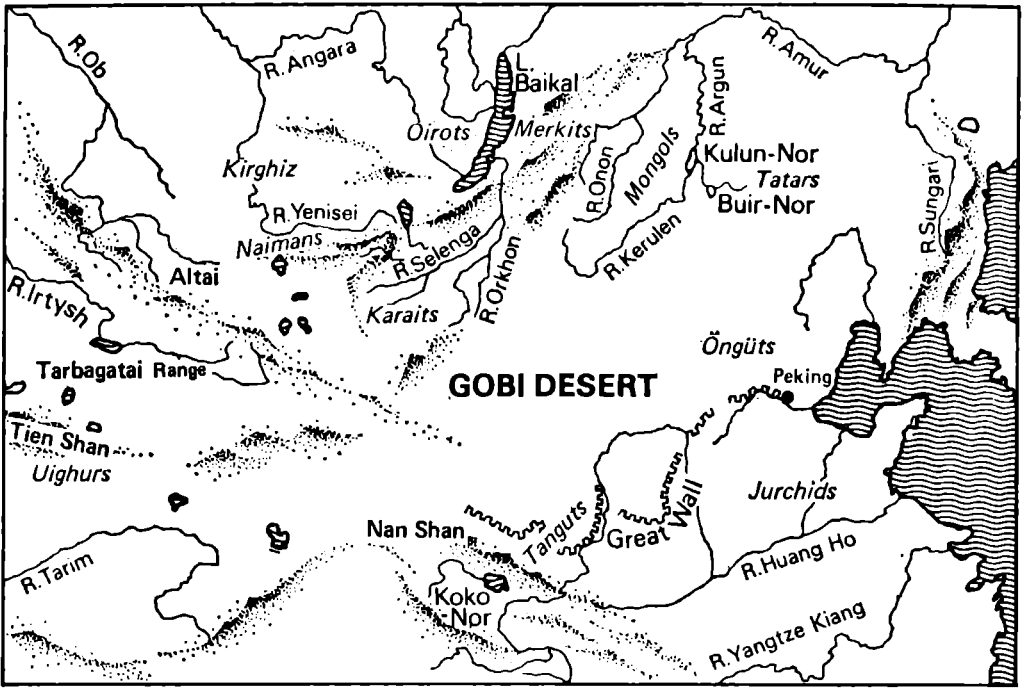 R.Ob
R.Angara
L.
Baikal
R.Amur
R.Argun
Oirots
Merkits
Kirghiz
R.Onon
Mongols
Kulun-Nor
Tatars
Buir-Nor
R.Sungari
R.Yenisei
Naimans
R.Selenga
R.Kerulen
Altai
R.Irtysh
Karaits
R.Orkhon
Öngüts
Tarbagatai Range
GOBI DESERT
Peking
Tien Shan
Uighurs
Jurchids
Nan Shan
Tanguts
Great Wall
R.Tarim
R.Huang Ho
Koko
-Nor
R.Yangtze Kiang